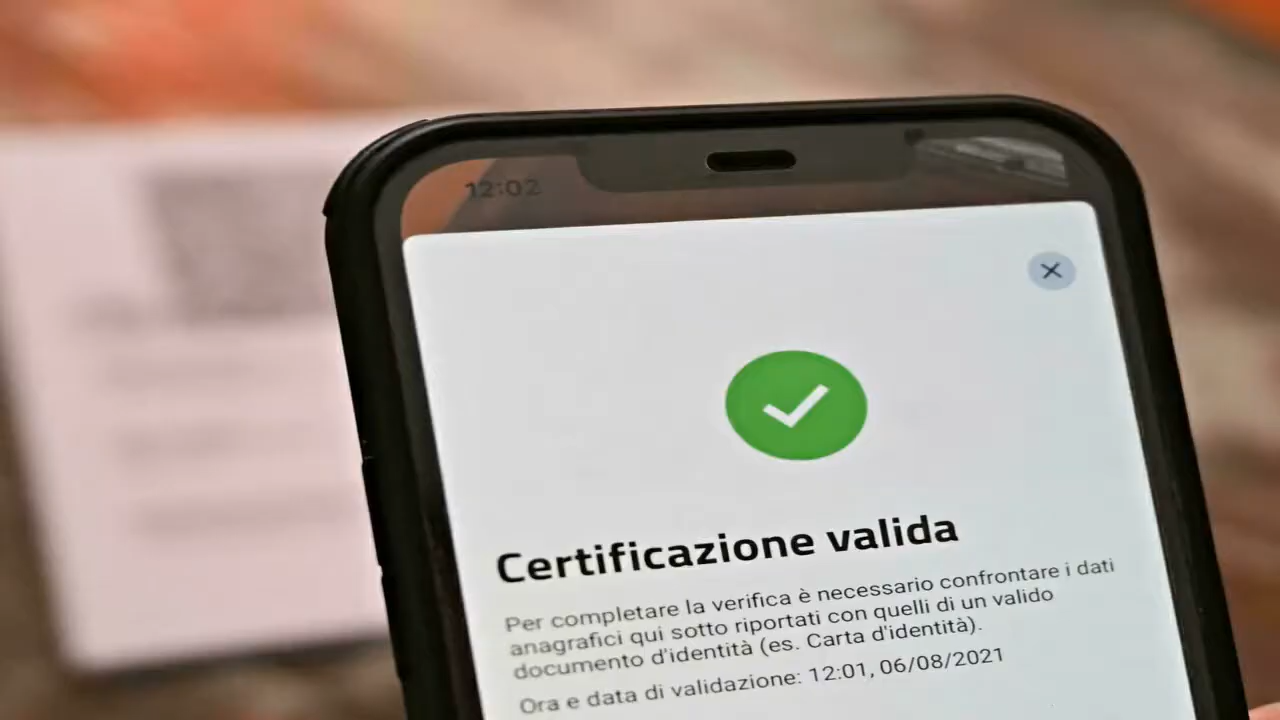 12:02
Certificazione valida
Per completare la verifica è necessario confrontare i dati
anagrafici qui sotto riportati con quelli di un valido
documento d'identità (es. Carta d'identità).
Ora e data di validazione: 12:01, 06/08/2021